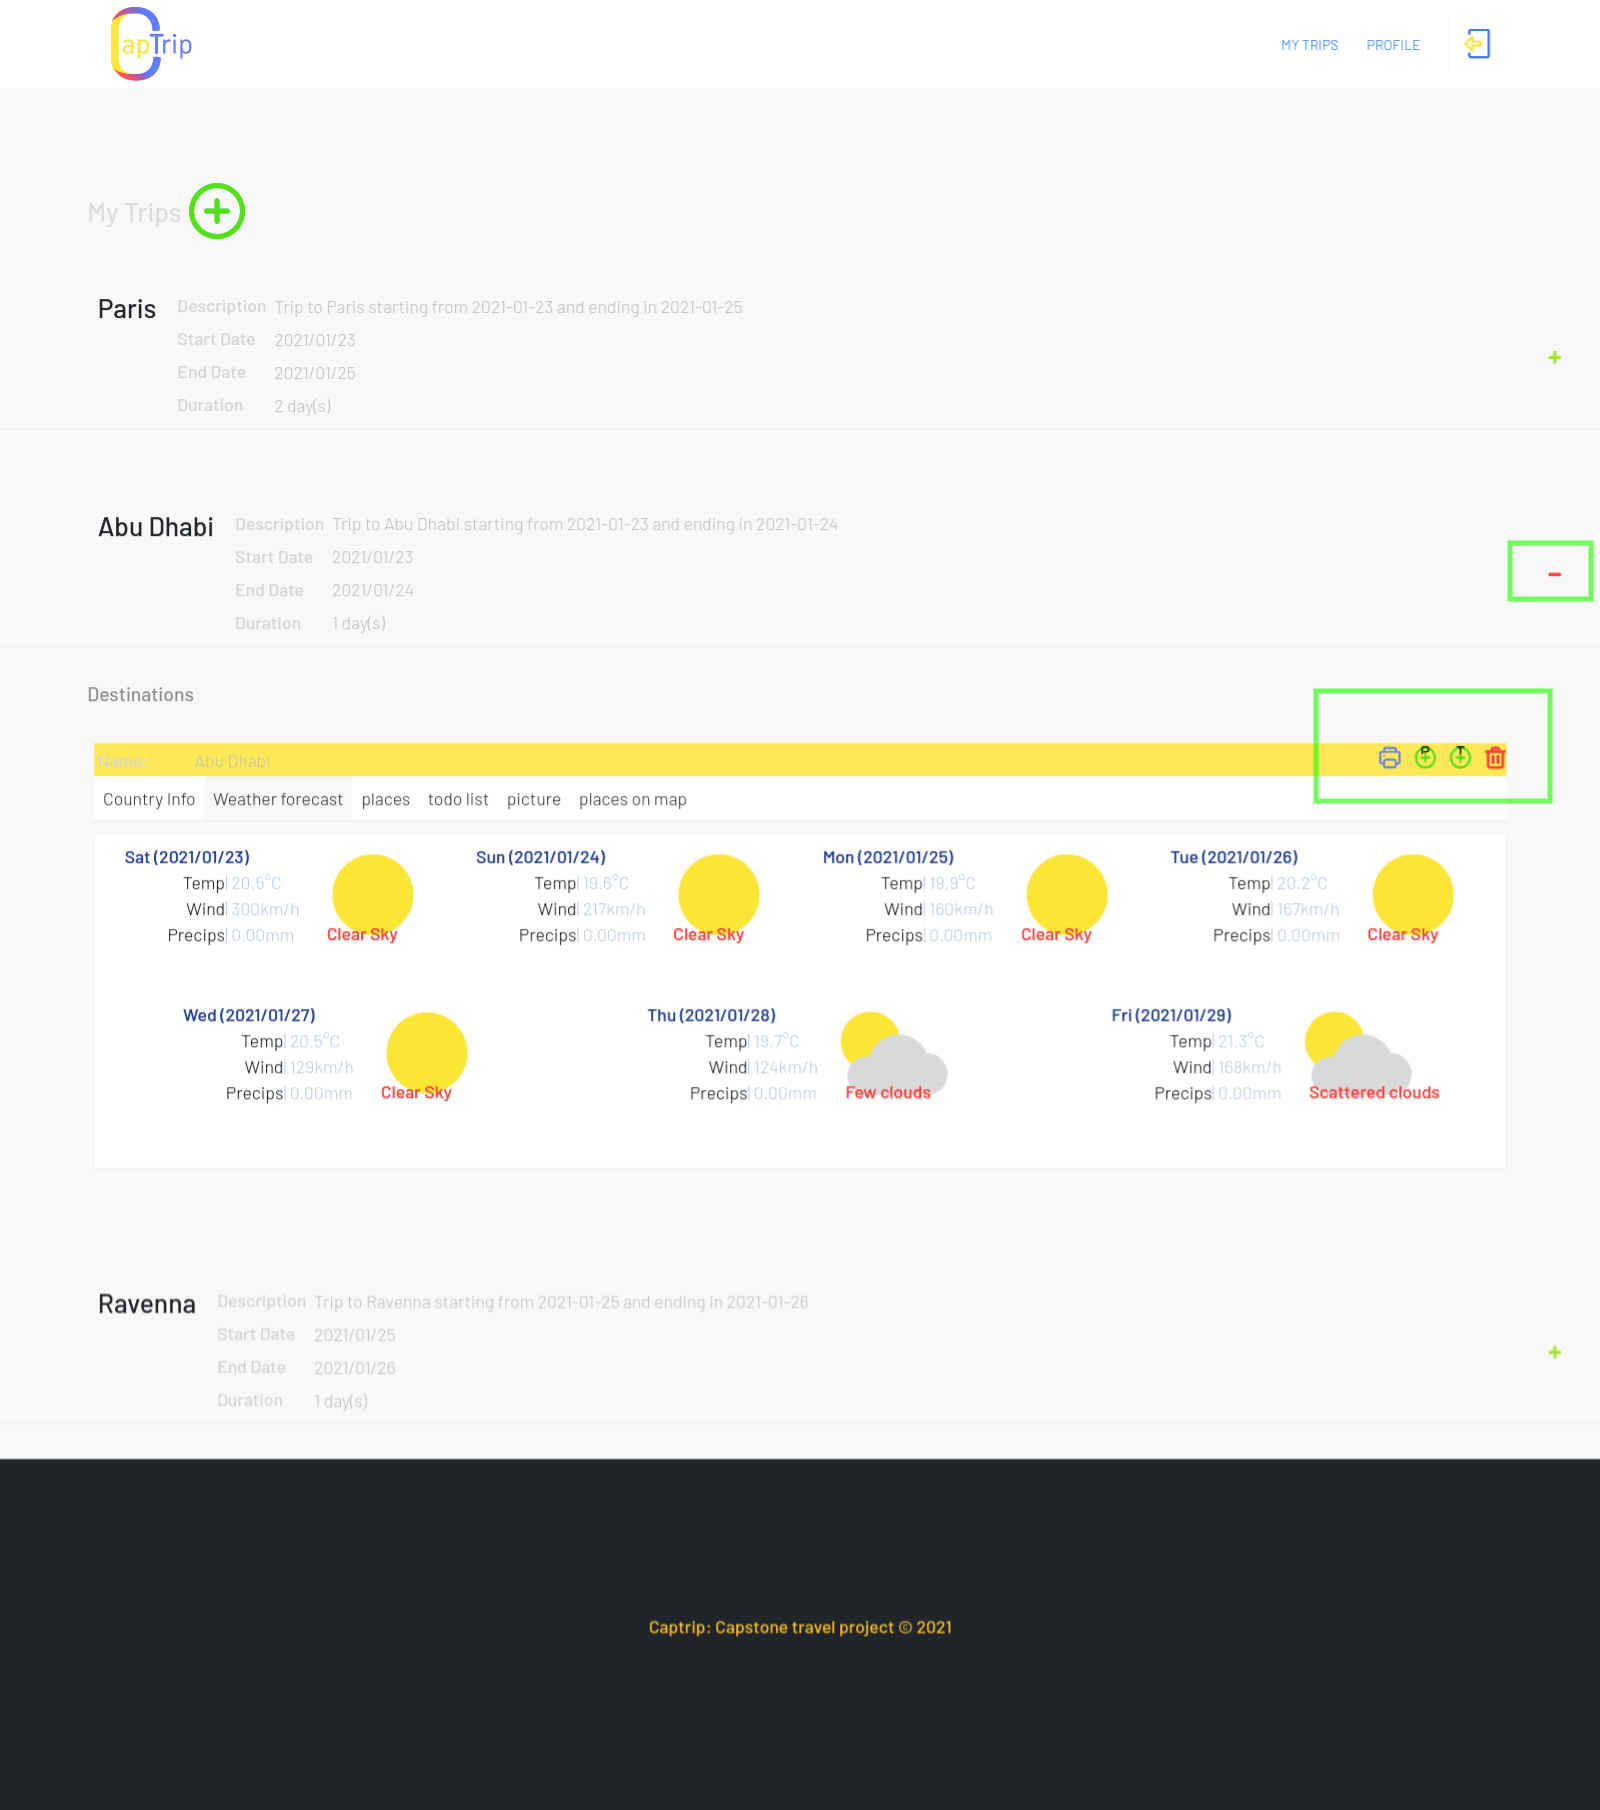 CapTrip
MY TRIPS PROFILE
My Trips
Paris
Description Trip to Paris starting from 2021-01-23 and ending in 2021-01-25
Start Date 2021/01/23
End Date 2021/01/25
Duration 2 day(s)
Abu Dhabi
Description Trip to Abu Dhabi starting from 2021-01-23 and ending in 2021-01-24
Start Date 2021/01/23
End Date 2021/01/24
Duration 1 day(s)
Destinations
Name: Abu Dhabi P T
Country Info Weather forecast places todo list picture places on map
Sat (2021/01/23) Sun (2021/01/24) Mon (2021/01/25) Tue (2021/01/26)
Temp| 20.5°C Temp| 19.6°C Temp| 19.9°C Temp| 20.2°C
Wind| 300km/h Wind| 217km/h Wind| 160km/h Wind| 167km/h
Precips| 0.00mm Clear Sky Precips| 0.00mm Clear Sky Precips| 0.00mm Clear Sky Precips| 0.00mm Clear Sky
Wed (2021/01/27) Thu (2021/01/28) Fri (2021/01/29)
Temp| 20.5°C Temp| 19.7°C Temp| 21.3°C
Wind| 129km/h Wind| 124km/h Wind| 168km/h
Precips| 0.00mm Clear Sky Precips| 0.00mm Few clouds Precips| 0.00mm Scattered clouds
Ravenna
Description Trip to Ravenna starting from 2021-01-25 and ending in 2021-01-26
Start Date 2021/01/25
End Date 2021/01/26
Duration 1 day(s)
Captrip: Capstone travel project © 2021